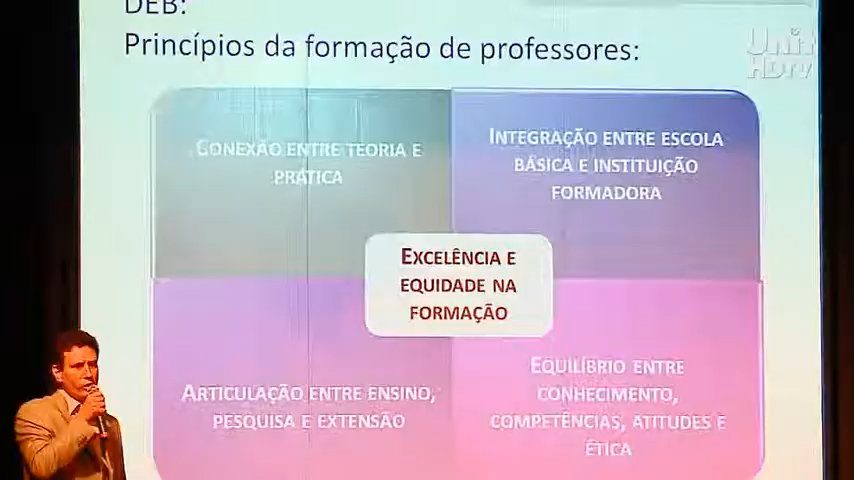 DEB:
Princípios da formação de professores:
Unit
HDTV
CONEXÃO ENTRE TEORIA E
PRÁTICA
INTEGRAÇÃO ENTRE ESCOLA
BÁSICA E INSTITUIÇÃO
FORMADORA
EXCELÊNCIA E
EQUIDADE NA
FORMAÇÃO
ARTICULAÇÃO ENTRE ENSINO,
PESQUISA E EXTENSÃO
EQUILÍBRIO ENTRE
CONHECIMENTO,
COMPETÊNCIAS, ATITUDES E
ÉTICA